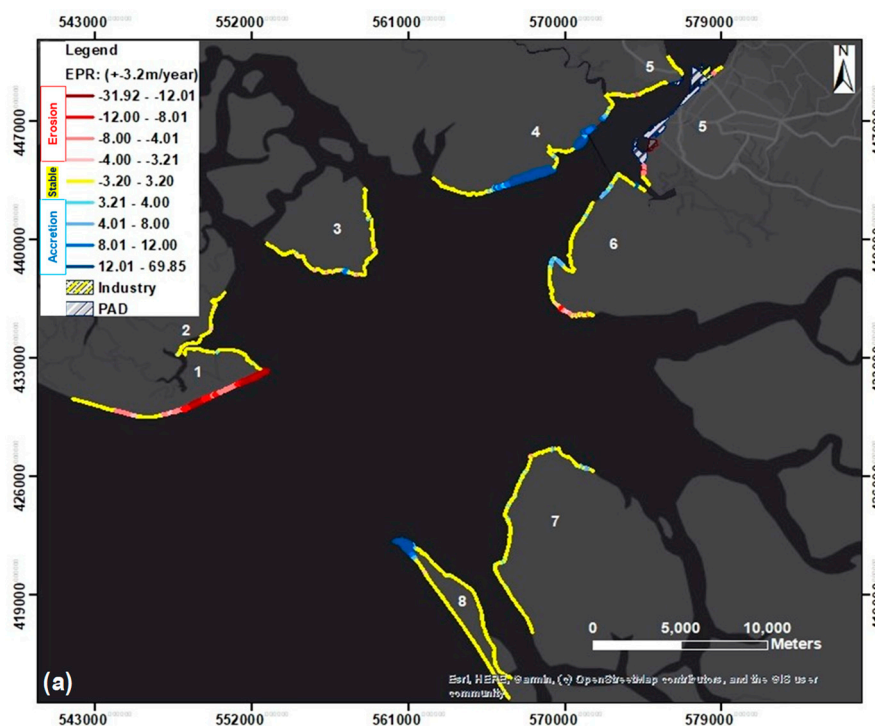 543000 552000 561000 570000 579000
Legend
EPR: (+-3.2m/year)
Erosion
-31.92 - -12.01
-12.00 - -8.01
-8.00 - -4.01
-4.00 - -3.21
Stable
-3.20 - 3.20
Accretion
3.21 - 4.00
4.01 - 8.00
8.01 - 12.00
12.01 - 69.85
Industry
PAD
N
447000
440000
433000
426000
419000
5
4
5
3
6
2
1
7
8
0 5,000 10,000
Meters
Esri, HERE, Garmin, (c) OpenStreetMap contributors, and the GIS user
community
(a)
543000 552000 561000 570000 579000